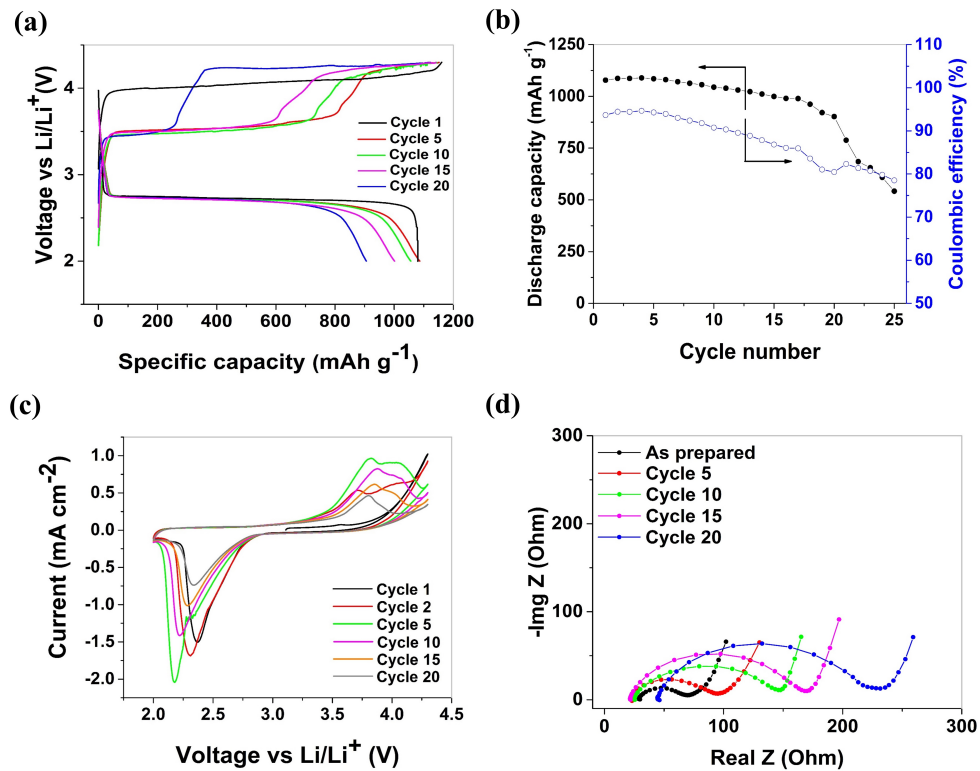 (a)
Voltage vs Li/Li+(V)
4
3
2
Cycle 1
Cycle 5
Cycle 10
Cycle 15
Cycle 20
0 200 400 600 800 1000 1200
Specific capacity (mAh g-1)
(b)
Discharge capacity (mAh g-1)
1250
1000
750
500
250
0
110
100
90
80
70
60
50
Coulombic efficiency (%)
0 5 10 15 20 25
Cycle number
(c)
Current (mA cm-2)
1.0
0.5
0.0
-0.5
-1.0
-1.5
-2.0
Cycle 1
Cycle 2
Cycle 5
Cycle 10
Cycle 15
Cycle 20
2.0 2.5 3.0 3.5 4.0 4.5
Voltage vs Li/Li+ (V)
(d)
-Img Z (Ohm)
300
200
100
0
As prepared
Cycle 5
Cycle 10
Cycle 15
Cycle 20
0 50 100 150 200 250 300
Real Z (Ohm)